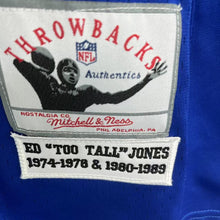 THROWBACKS
NFL
Authentics
NOSTALGIA CO.
Mitchell & Ness
PHILADELPHIA, PA
ED "TOO TALL" JONES
1974-1978 & 1980-1989